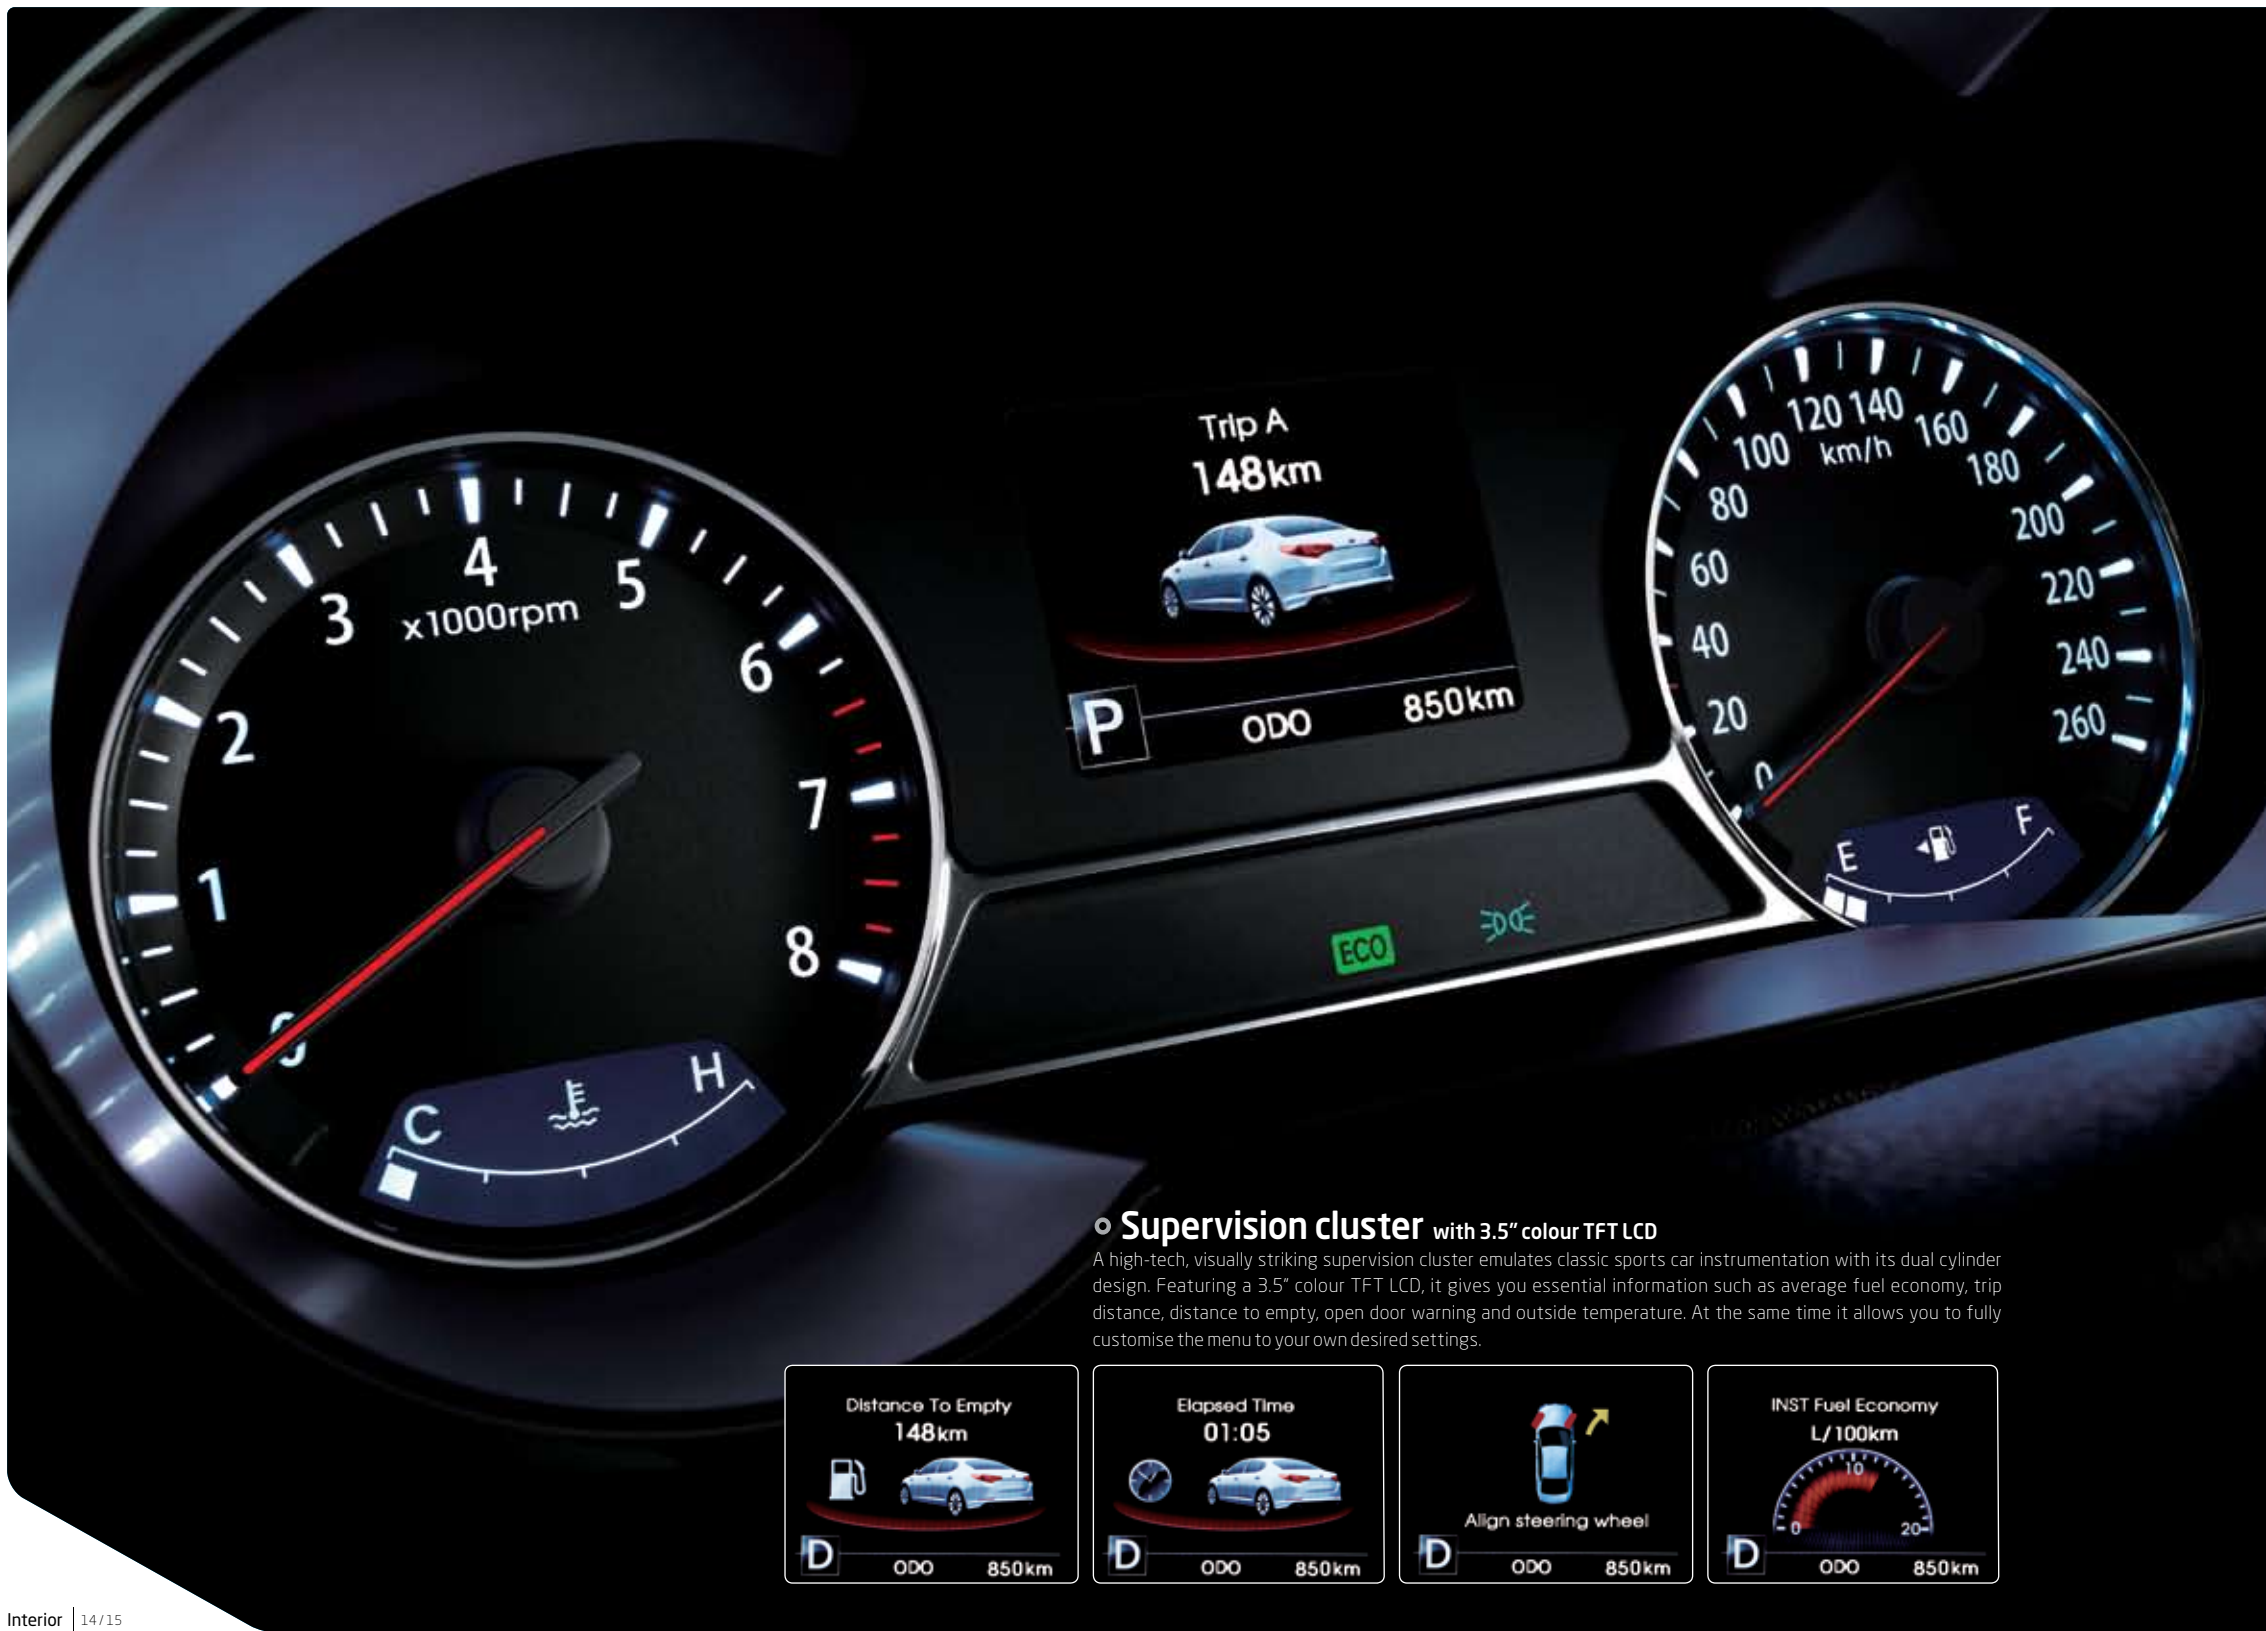 Trip A
148km
P ODO 850km
0
1
2
3
4
5
6
7
8
x1000rpm
C H
0
20
40
60
80
100
120
140
160
180
200
220
240
260
km/h
E F
ECO
Supervision cluster with 3.5” colour TFT LCD
A high-tech, visually striking supervision cluster emulates classic sports car instrumentation with its dual cylinder
design. Featuring a 3.5” colour TFT LCD, it gives you essential information such as average fuel economy, trip
distance, distance to empty, open door warning and outside temperature. At the same time it allows you to fully
customise the menu to your own desired settings.
Distance To Empty
148km
D ODO 850km
Elapsed Time
01:05
D ODO 850km
Align steering wheel
D ODO 850km
INST Fuel Economy
L/100km
10
0 20
D ODO 850km
Interior 14/15